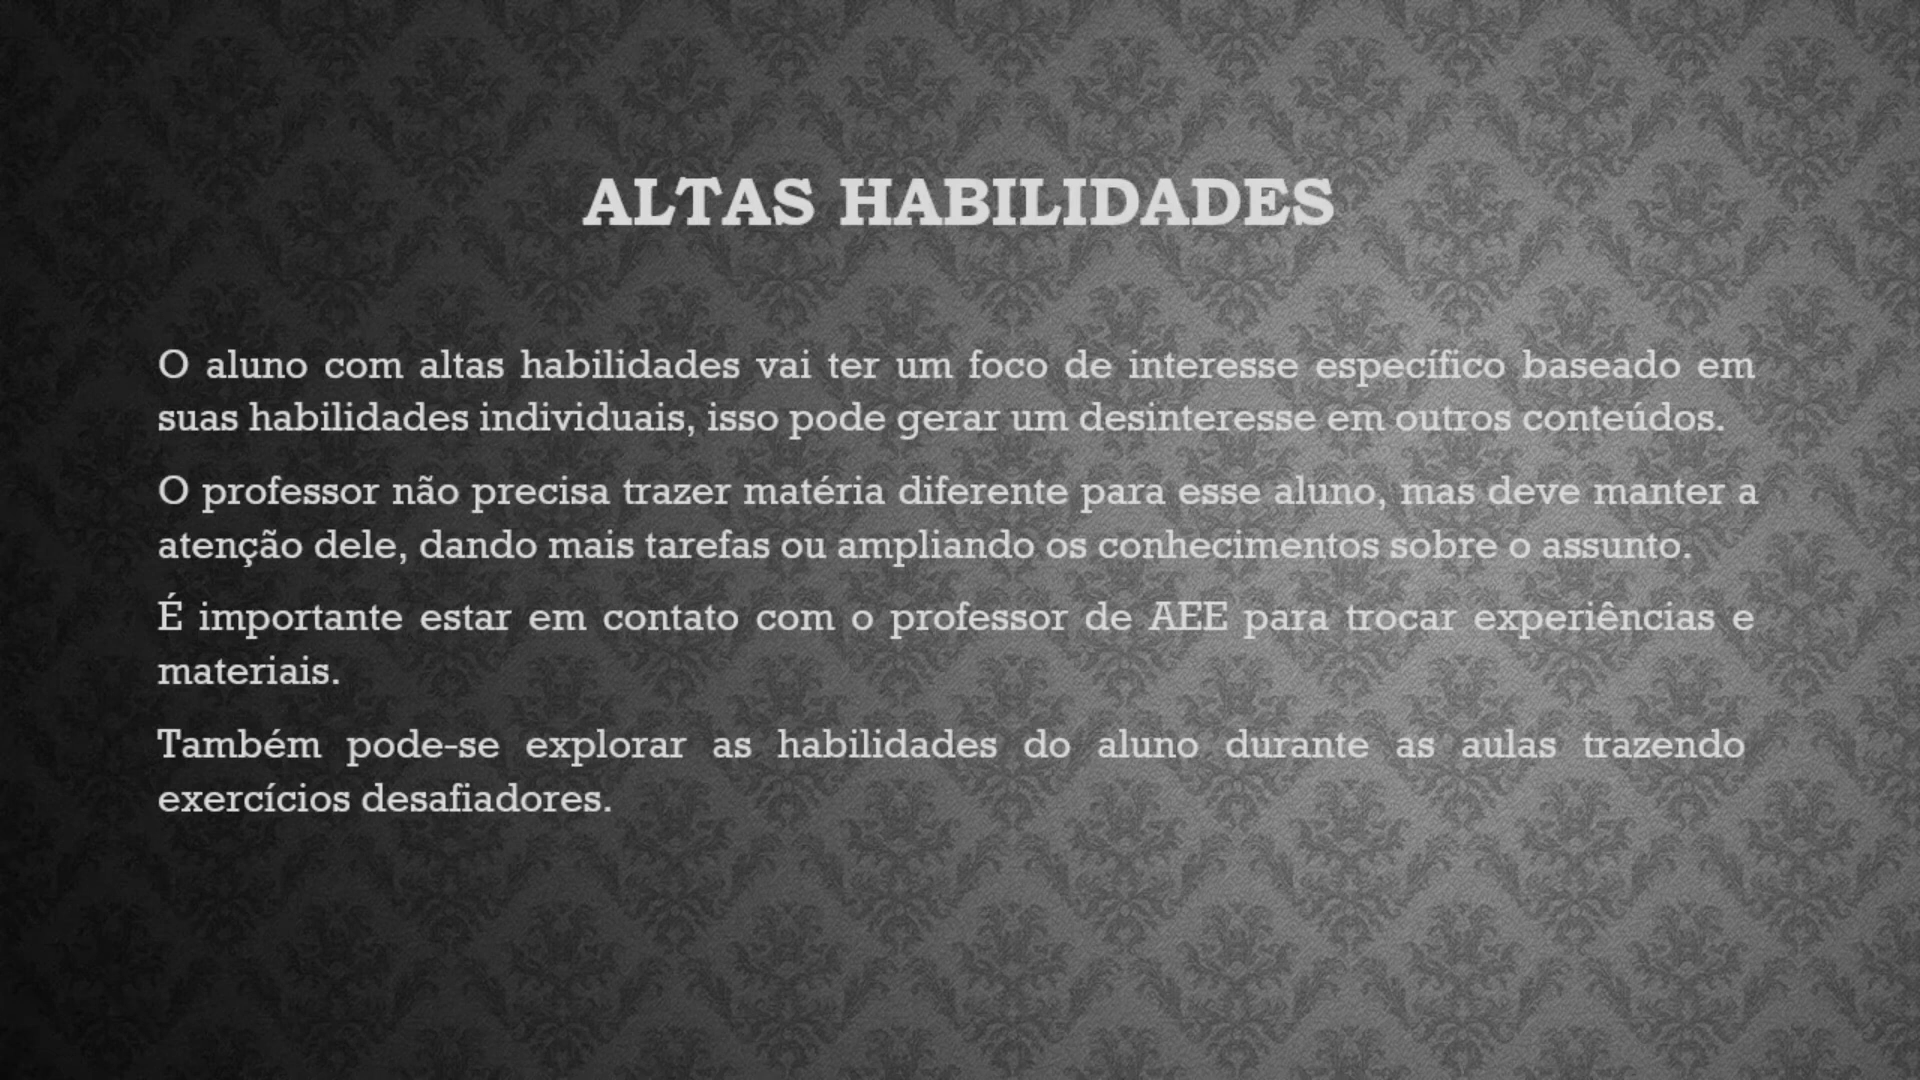 ALTAS HABILIDADES
O aluno com altas habilidades vai ter um foco de interesse específico baseado em
suas habilidades individuais, isso pode gerar um desinteresse em outros conteúdos.
O professor não precisa trazer matéria diferente para esse aluno, mas deve manter a
atenção dele, dando mais tarefas ou ampliando os conhecimentos sobre o assunto.
É importante estar em contato com o professor de AEE para trocar experiências e
materiais.
Também pode-se explorar as habilidades do aluno durante as aulas trazendo
exercícios desafiadores.